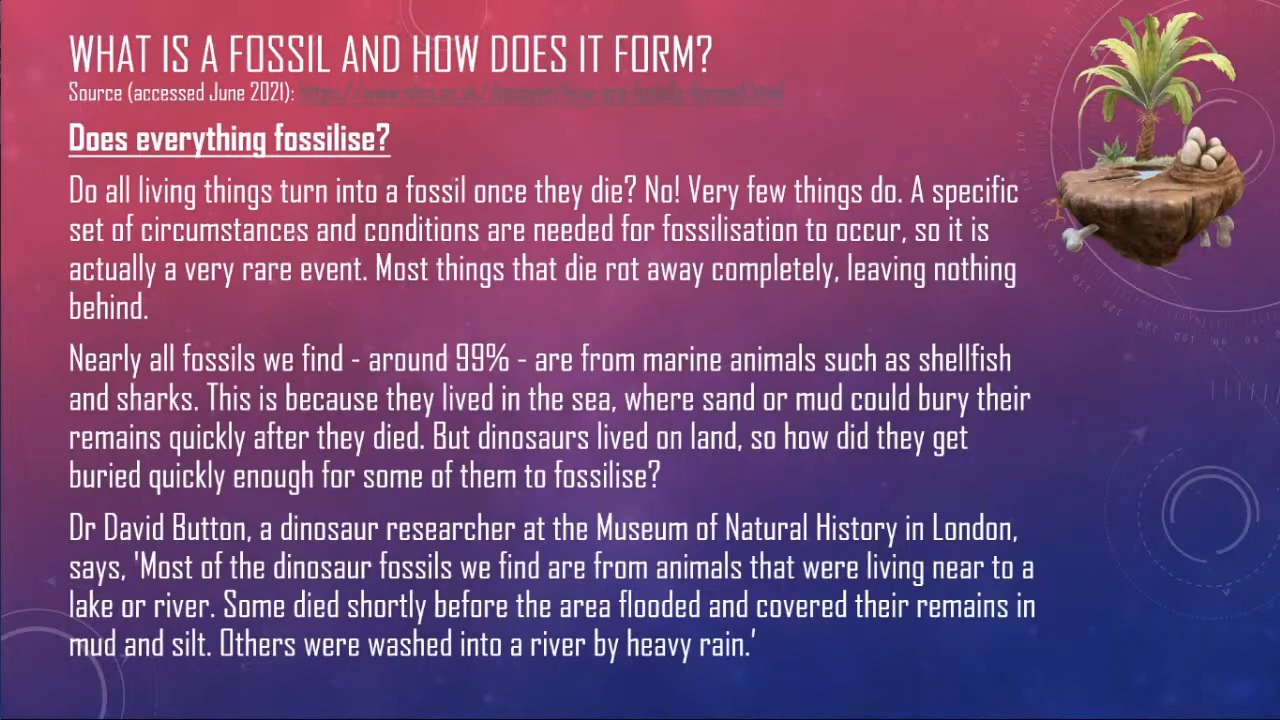 WHAT IS A FOSSIL AND HOW DOES IT FORM?
Source (accessed June 2021):
Does everything fossilise?
Do all living things turn into a fossil once they die? No! Very few things do. A specific
set of circumstances and conditions are needed for fossilisation to occur, so it is
actually a very rare event. Most things that die rot away completely, leaving nothing
behind.
Nearly all fossils we find - around 99% - are from marine animals such as shellfish
and sharks. This is because they lived in the sea, where sand or mud could bury their
remains quickly after they died. But dinosaurs lived on land, so how did they get
buried quickly enough for some of them to fossilise?
Dr David Button, a dinosaur researcher at the Museum of Natural History in London,
says, 'Most of the dinosaur fossils we find are from animals that were living near to a
lake or river. Some died shortly before the area flooded and covered their remains in
mud and silt. Others were washed into a river by heavy rain.'